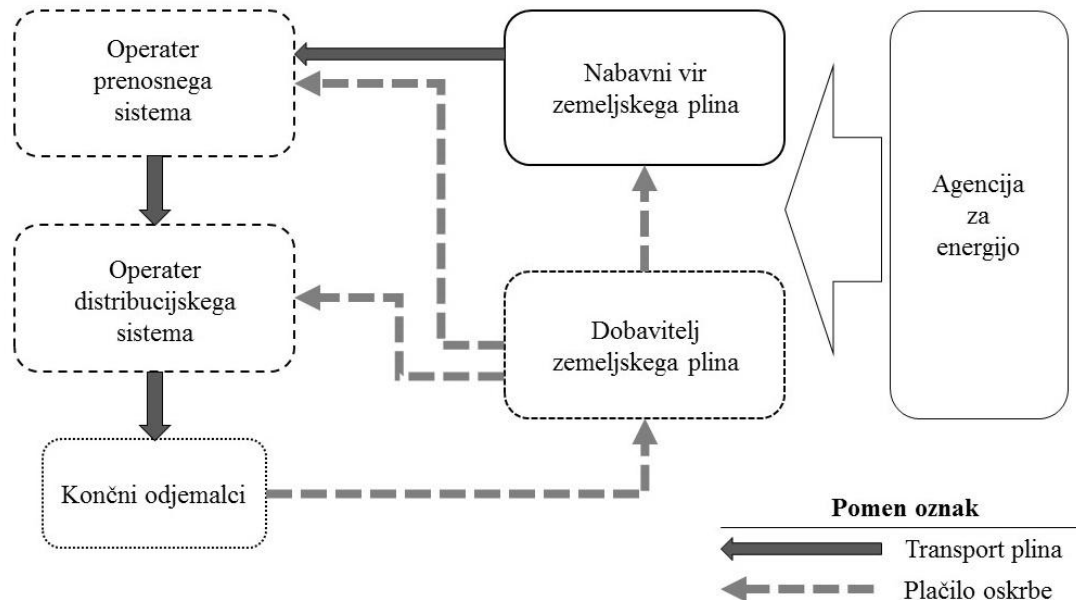 Operater
prenosnega
sistema
Nabavni vir
zemeljskega plina
Agencija
za
energijo
Operater
distribucijskega
sistema
Dobavitelj
zemeljskega plina
Končni odjemalci
Pomen oznak
Transport plina
Plačilo oskrbe